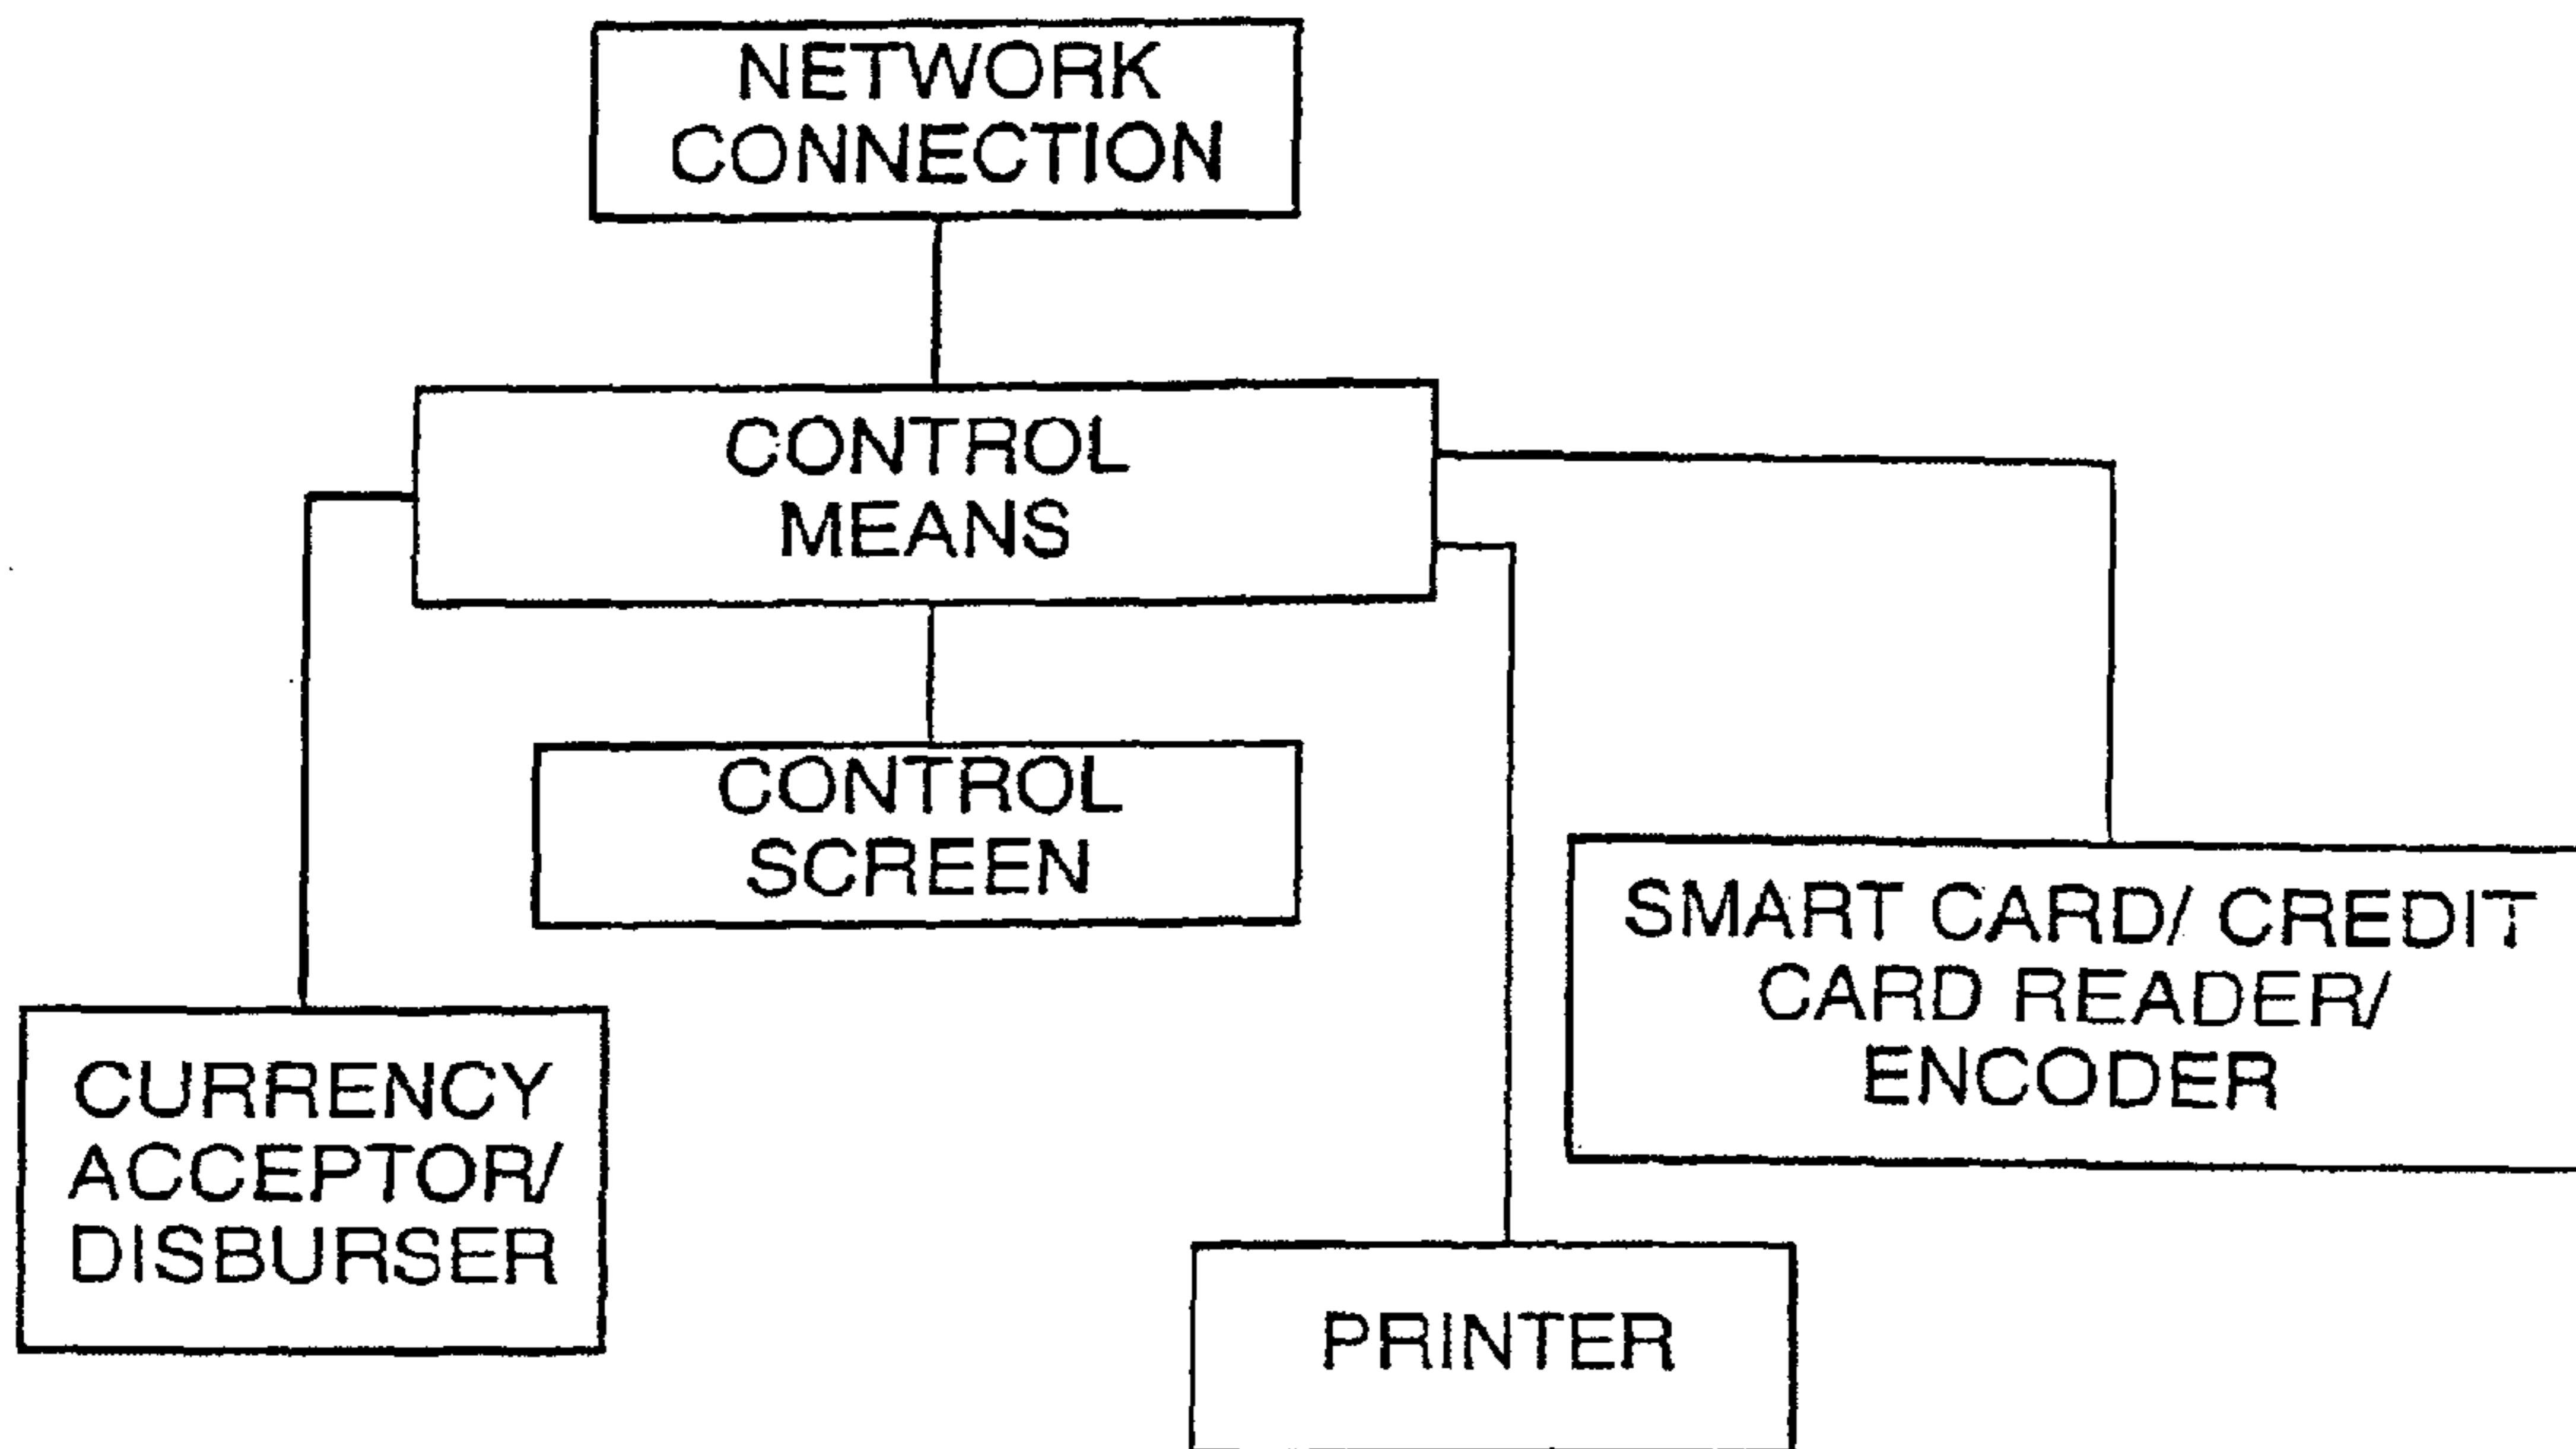 NETWORK
CONNECTION
CONTROL
MEANS
CONTROL
SCREEN
SMART CARD/ CREDIT
CARD READER/
ENCODER
CURRENCY
ACCEPTOR/
DISBURSER
PRINTER